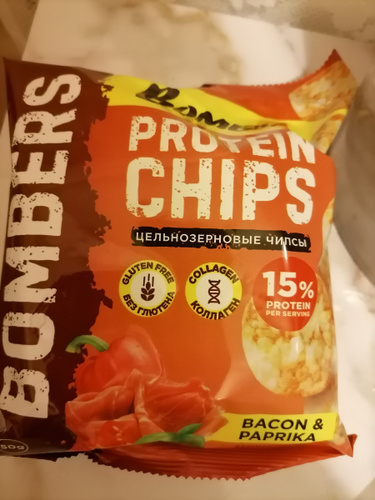 BOMBERS
PROTEIN
CHIPS
ЦЕЛЬНОЗЕРНОВЫЕ ЧИПСЫ
GLUTEN FREE
БЕЗ ГЛЮТЕНА
COLLAGEN
КОЛЛАГЕН
15%
PROTEIN
PER SERVING
BACON &
PAPRIKA